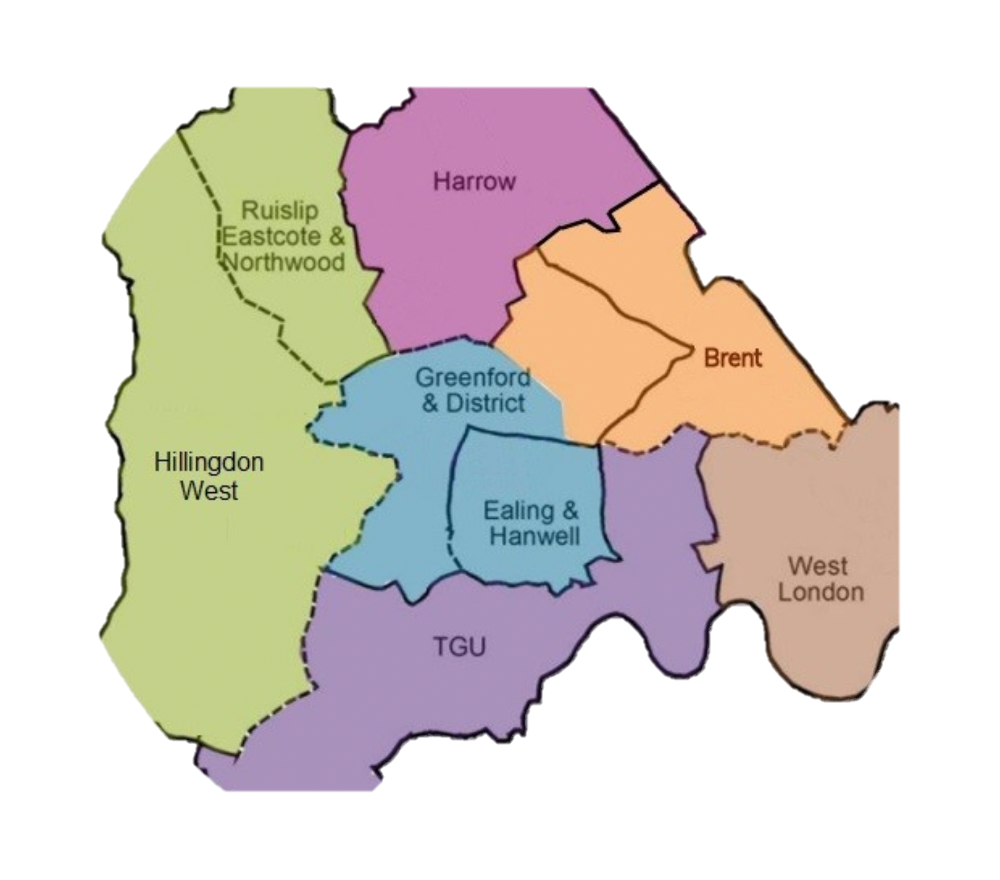 Harrow
Ruislip
Eastcote &
Northwood
Brent
Greenford
& District
Hillingdon
West
Ealing &
Hanwell
West
London
TGU